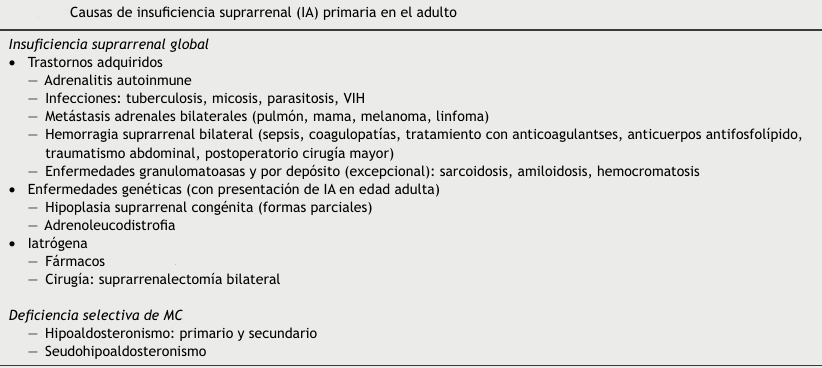 Causas de insuficiencia suprarrenal (IA) primaria en el adulto
Insuficiencia suprarrenal global
• Trastornos adquiridos
— Adrenalitis autoinmune
— Infecciones: tuberculosis, micosis, parasitosis, VIH
— Metástasis adrenales bilaterales (pulmón, mama, melanoma, linfoma)
— Hemorragia suprarrenal bilateral (sepsis, coagulopatías, tratamiento con anticoagulantses, anticuerpos antifosfolípido,
traumatismo abdominal, postoperatorio cirugía mayor)
— Enfermedades granulomatoasas y por depósito (excepcional): sarcoidosis, amiloidosis, hemocromatosis
• Enfermedades genéticas (con presentación de IA en edad adulta)
— Hipoplasia suprarrenal congénita (formas parciales)
— Adrenoleucodistrofia
• Iatrógena
— Fármacos
— Cirugía: suprarrenalectomía bilateral
Deficiencia selectiva de MC
— Hipoaldosteronismo: primario y secundario
— Seudohipoaldosteronismo